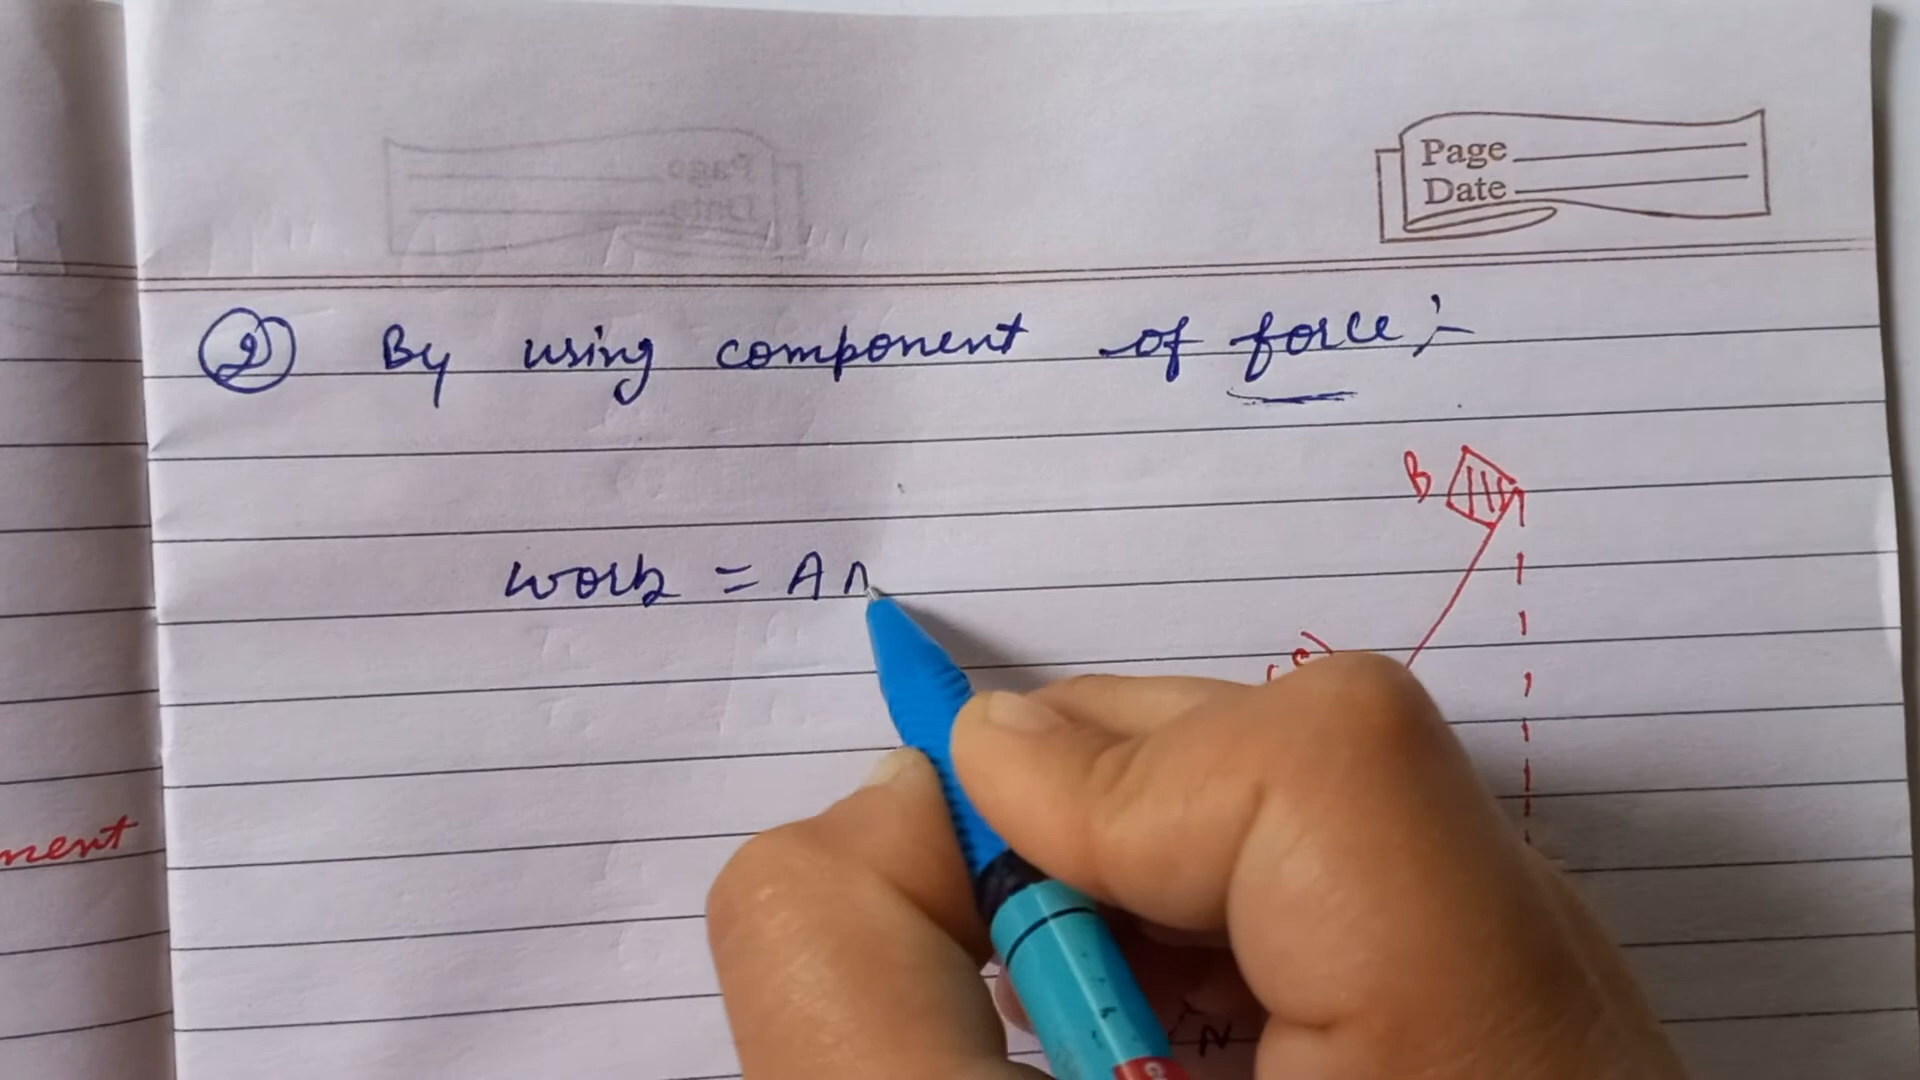 Page
Date
② By using component of force :-
B
work = A
nent
N